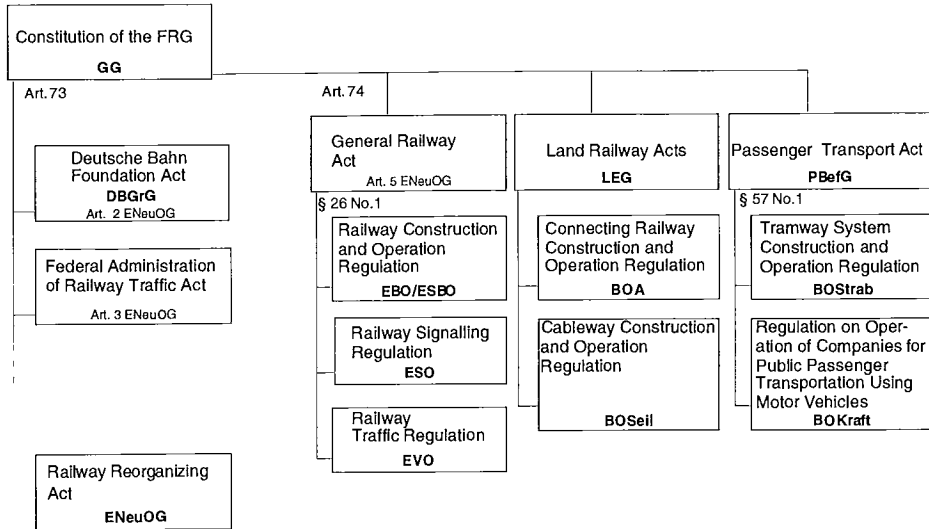 Constitution of the FRG
GG
Art. 73
Art. 74
Deutsche Bahn
Foundation Act
DBGrG
Art. 2 ENeuOG
Federal Administration
of Railway Traffic Act
Art. 3 ENeuOG
Railway Reorganizing
Act
ENeuOG
General Railway
Act
Art. 5 ENeuOG
§ 26 No.1
Railway Construction
and Operation
Regulation
EBO/ESBO
Railway Signalling
Regulation
ESO
Railway
Traffic Regulation
EVO
Land Railway Acts
LEG
Connecting Railway
Construction and
Operation Regulation
BOA
Cableway Construction
and Operation
Regulation
BOSeil
Passenger Transport Act
PBefG
§ 57 No.1
Tramway System
Construction and
Operation Regulation
BOStrab
Regulation on Oper-
ation of Companies for
Public Passenger
Transportation Using
Motor Vehicles
BOKraft